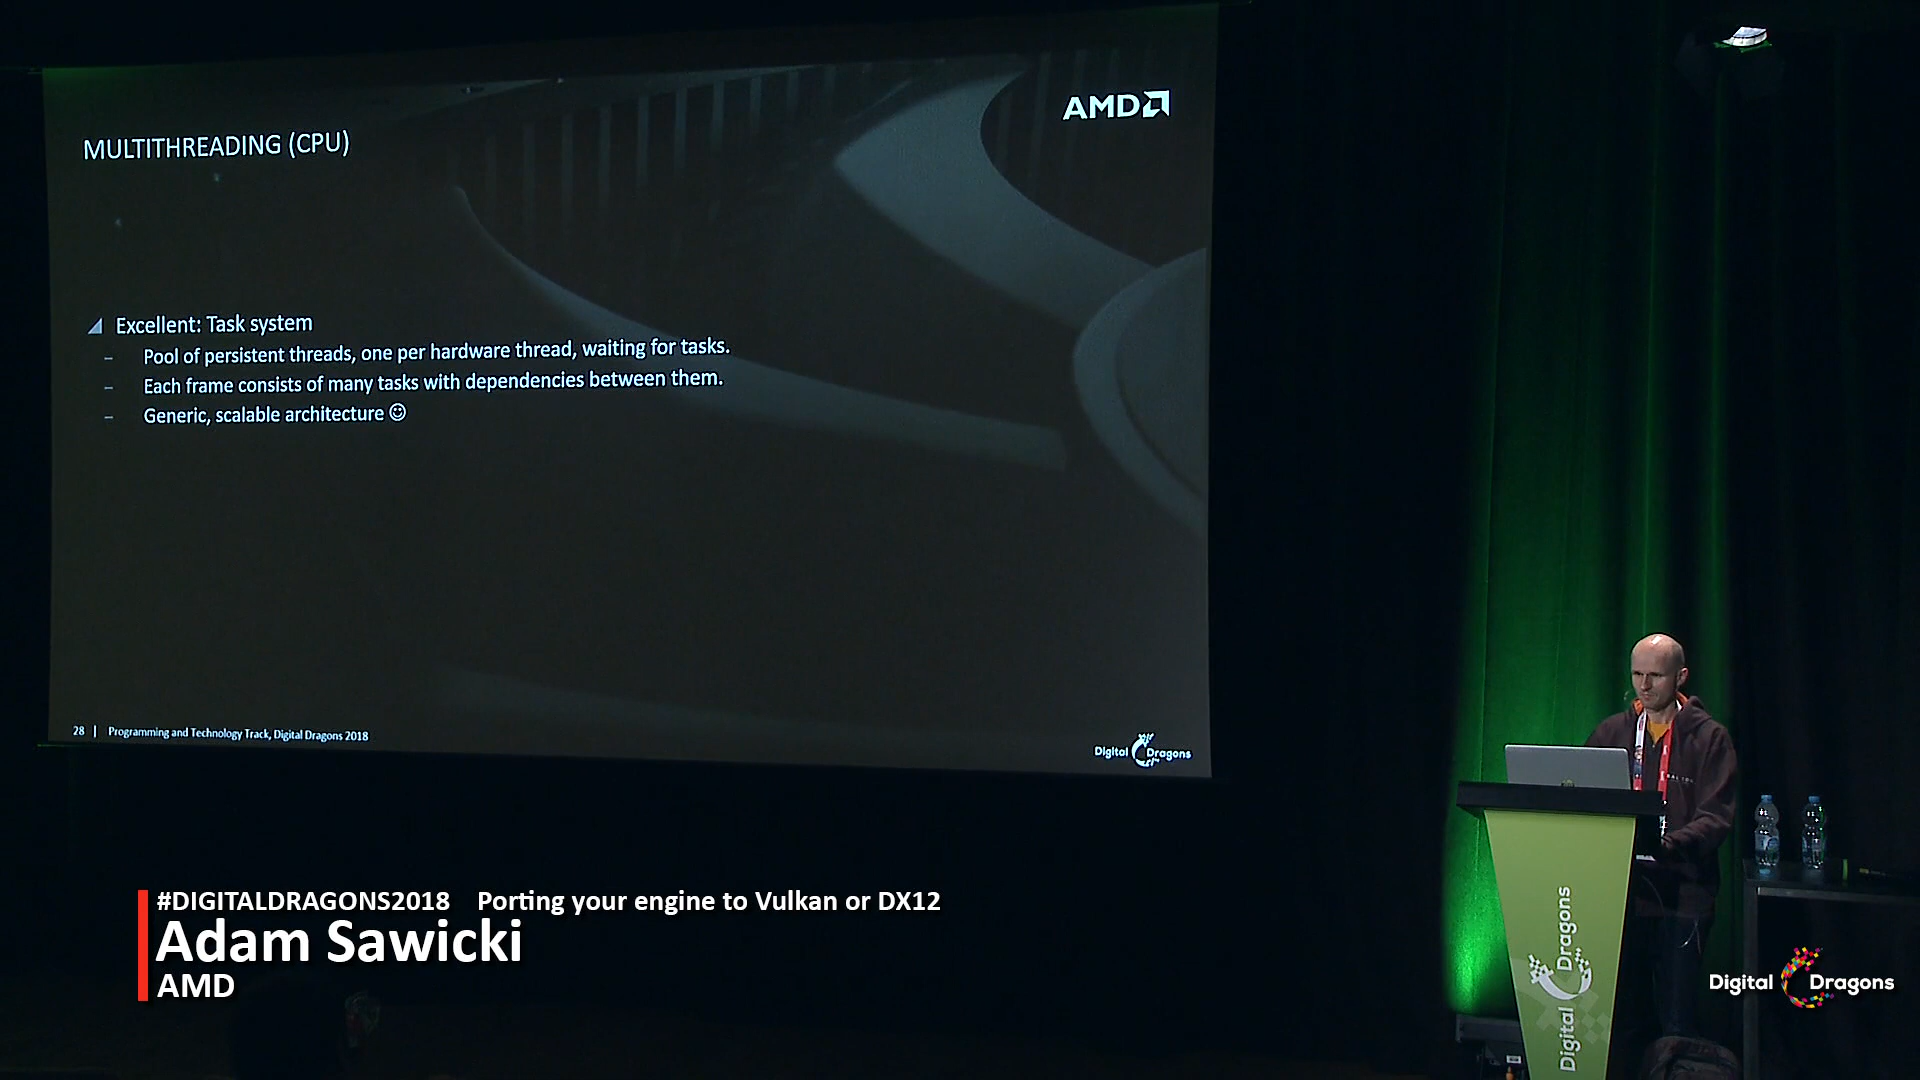 AMD
MULTITHREADING (CPU)
Excellent: Task system
– Pool of persistent threads, one per hardware thread, waiting for tasks.
– Each frame consists of many tasks with dependencies between them.
– Generic, scalable architecture ☺
28 | Programming and Technology Track, Digital Dragons 2018
Digital Dragons
#DIGITALDRAGONS2018 Porting your engine to Vulkan or DX12
Adam Sawicki
AMD
Digital Dragons
Digital Dragons